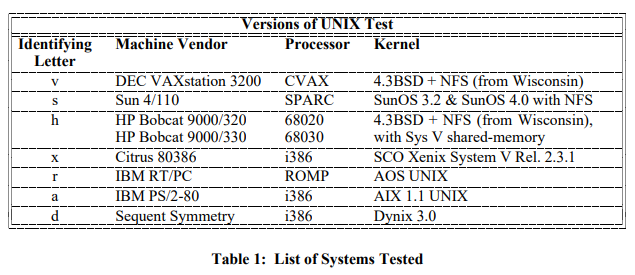 Versions of UNIX Test
Identifying Machine Vendor Processor Kernel
Letter
v DEC VAXstation 3200 CVAX 4.3BSD + NFS (from Wisconsin)
s Sun 4/110 SPARC SunOS 3.2 & SunOS 4.0 with NFS
h HP Bobcat 9000/320 68020 4.3BSD + NFS (from Wisconsin),
HP Bobcat 9000/330 68030 with Sys V shared-memory
x Citrus 80386 i386 SCO Xenix System V Rel. 2.3.1
r IBM RT/PC ROMP AOS UNIX
a IBM PS/2-80 i386 AIX 1.1 UNIX
d Sequent Symmetry i386 Dynix 3.0
Table 1: List of Systems Tested